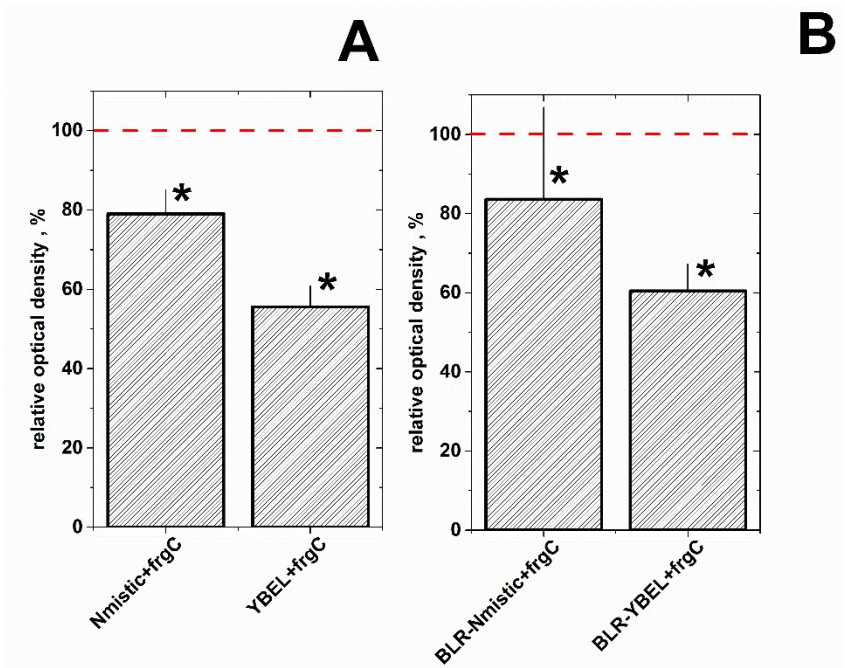 A
B
relative optical density , %
100
80
60
40
20
0
*
*
Nmistic+frgC
YBEL+frgC
relative optical density , %
100
80
60
40
20
0
*
*
BLR-Nmistic+frgC
BLR-YBEL+frgC